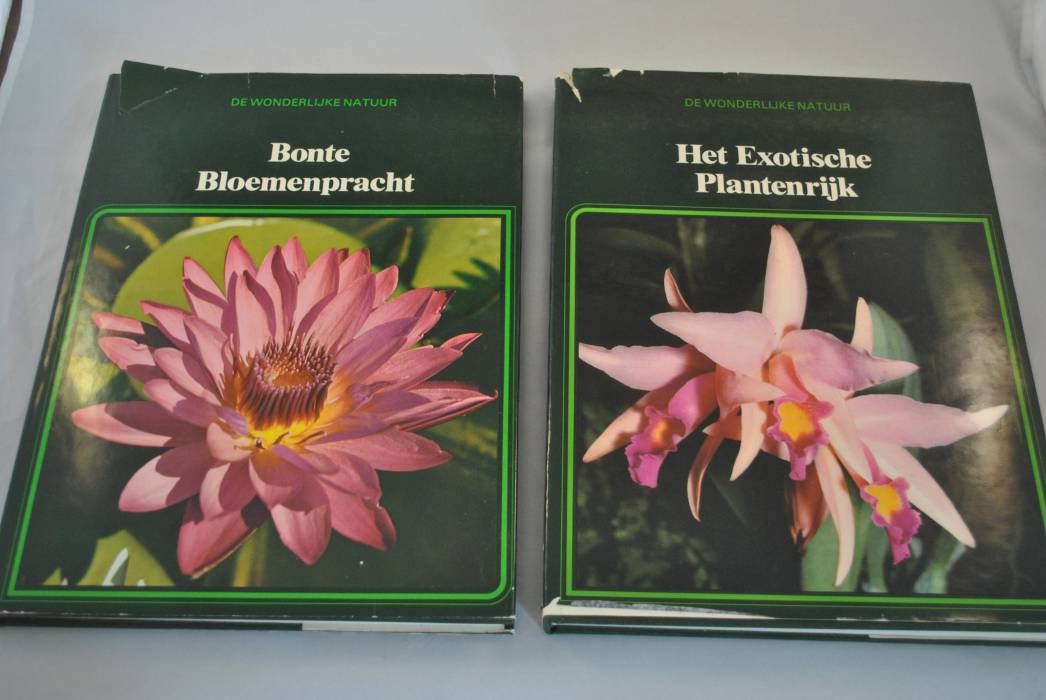 DE WONDERLIJKE NATUUR
Bonte
Bloemenpracht
DE WONDERLIJKE NATUUR
Het Exotische
Plantenrijk